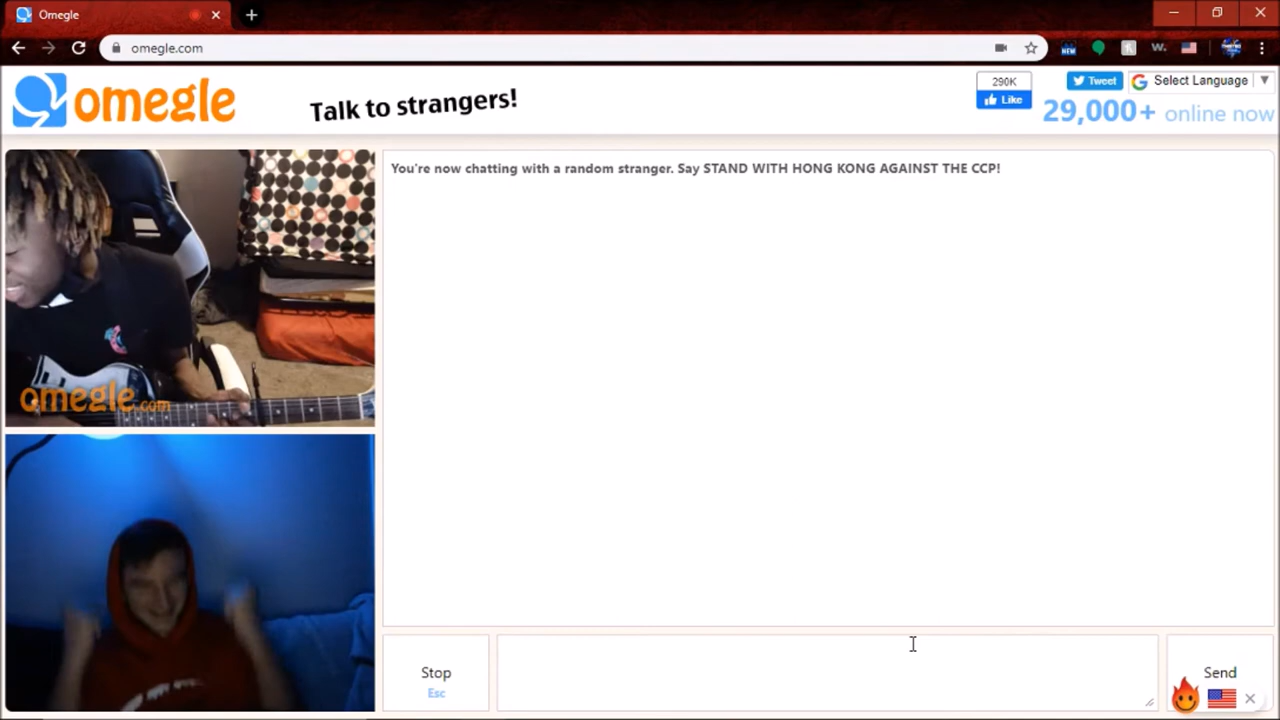 Omegle
omegle.com
omegle
Talk to strangers!
290K
Like
Tweet
Select Language
29,000+ online now
You're now chatting with a random stranger. Say STAND WITH HONG KONG AGAINST THE CCP!
omegle.com
Stop
Esc
Send
NEW
w.